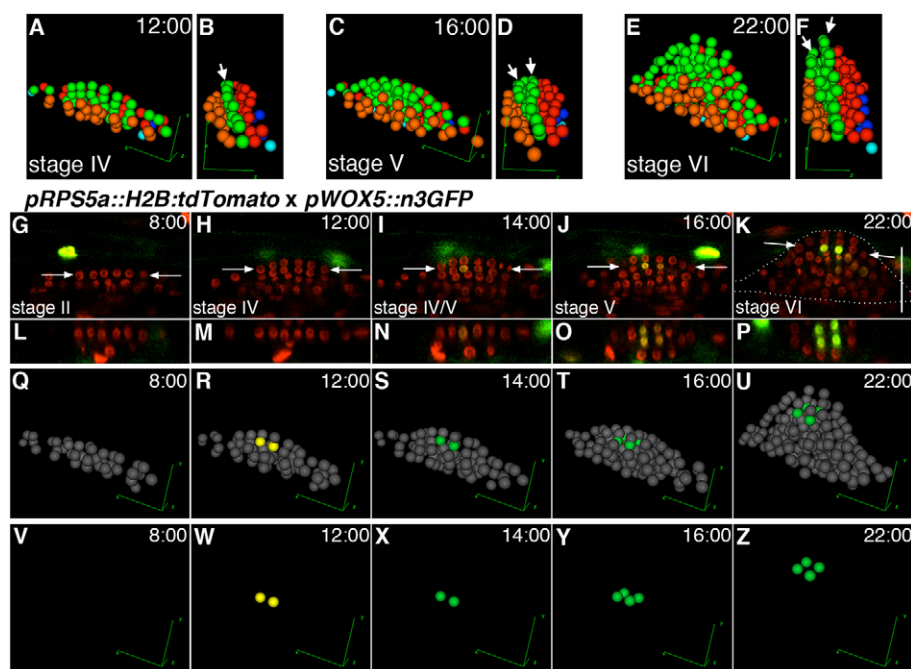 A 12:00 B C 16:00 D E 22:00 F
stage IV stage V stage VI
pRPS5a::H2B:tdTomato x pWOX5::n3GFP
G 8:00 H 12:00 I 14:00 J 16:00 K 22:00
stage II stage IV stage IV/V stage V stage VI
L M N O P
Q 8:00 R 12:00 S 14:00 T 16:00 U 22:00
V 8:00 W 12:00 X 14:00 Y 16:00 Z 22:00